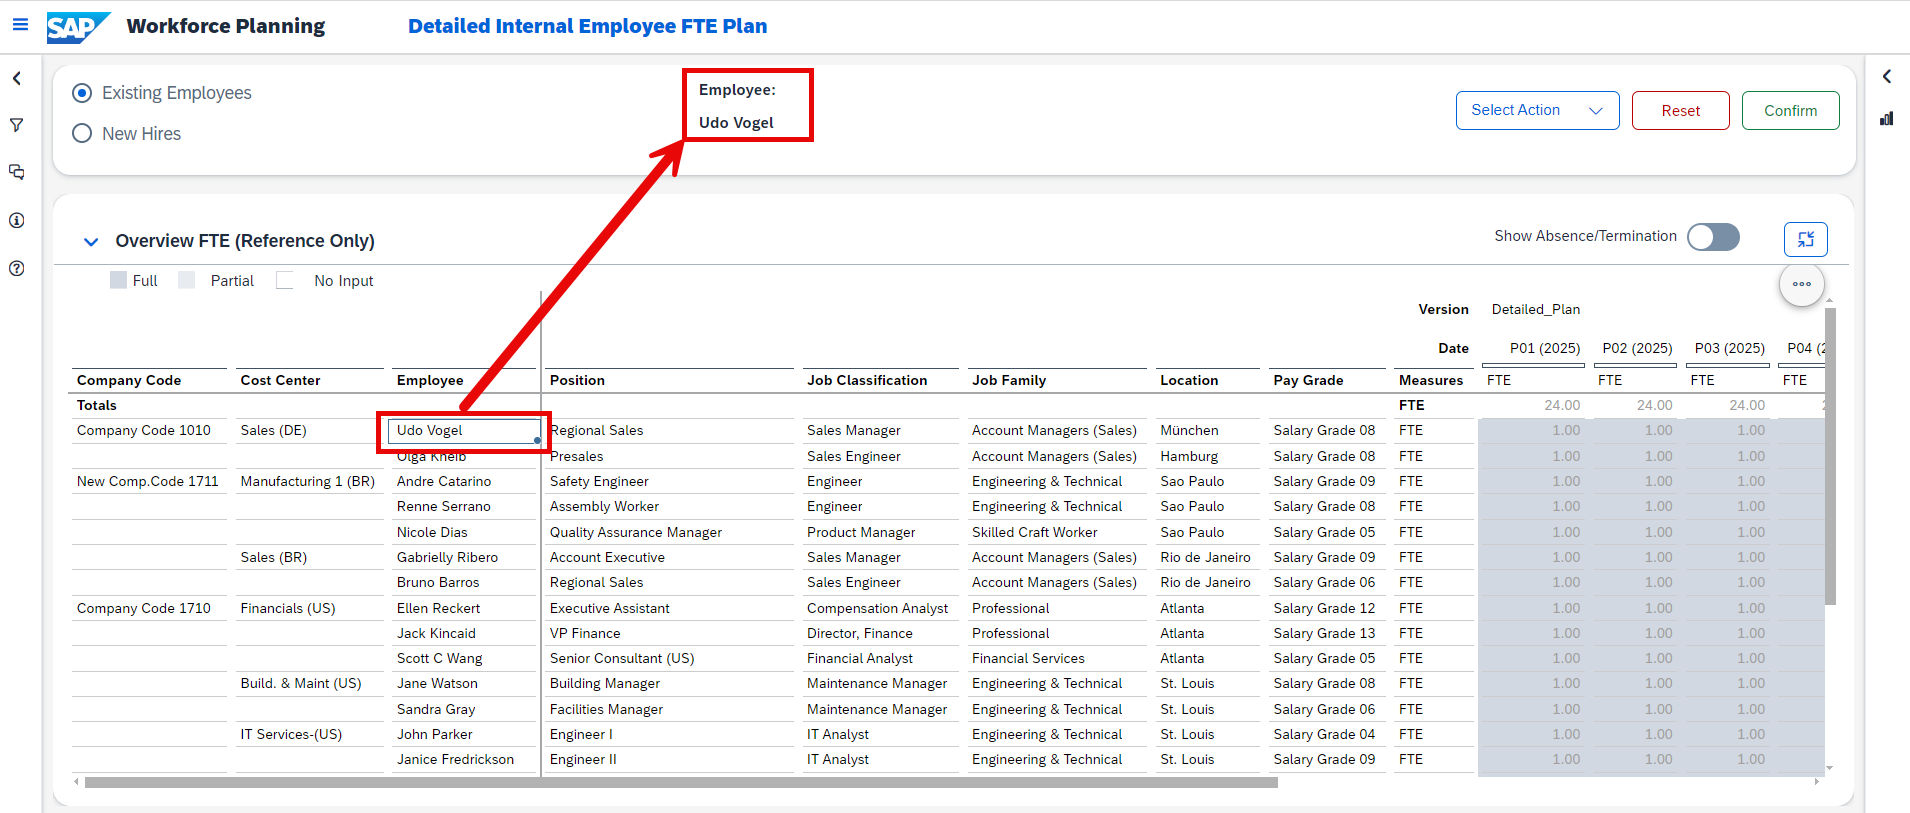 SAP Workforce Planning Detailed Internal Employee FTE Plan
Existing Employees
New Hires
Employee:
Udo Vogel
Select Action Reset Confirm
Overview FTE (Reference Only) Show Absence/Termination
Full Partial No Input
Version Detailed_Plan
Date P01 (2025) P02 (2025) P03 (2025) P04 (2
Company Code Cost Center Employee Position Job Classification Job Family Location Pay Grade Measures FTE FTE FTE FTE
Totals FTE 24.00 24.00 24.00 2
Company Code 1010 Sales (DE) Udo Vogel Regional Sales Sales Manager Account Managers (Sales) München Salary Grade 08 FTE 1.00 1.00 1.00
Olga Kneib Presales Sales Engineer Account Managers (Sales) Hamburg Salary Grade 08 FTE 1.00 1.00 1.00
New Comp.Code 1711 Manufacturing 1 (BR) Andre Catarino Safety Engineer Engineer Engineering & Technical Sao Paulo Salary Grade 09 FTE 1.00 1.00 1.00
Renne Serrano Assembly Worker Engineer Engineering & Technical Sao Paulo Salary Grade 08 FTE 1.00 1.00 1.00
Nicole Dias Quality Assurance Manager Product Manager Skilled Craft Worker Sao Paulo Salary Grade 05 FTE 1.00 1.00 1.00
Sales (BR) Gabrielly Ribero Account Executive Sales Manager Account Managers (Sales) Rio de Janeiro Salary Grade 09 FTE 1.00 1.00 1.00
Bruno Barros Regional Sales Sales Engineer Account Managers (Sales) Rio de Janeiro Salary Grade 06 FTE 1.00 1.00 1.00
Company Code 1710 Financials (US) Ellen Reckert Executive Assistant Compensation Analyst Professional Atlanta Salary Grade 12 FTE 1.00 1.00 1.00
Jack Kincaid VP Finance Director, Finance Professional Atlanta Salary Grade 13 FTE 1.00 1.00 1.00
Scott C Wang Senior Consultant (US) Financial Analyst Financial Services Atlanta Salary Grade 05 FTE 1.00 1.00 1.00
Build. & Maint (US) Jane Watson Building Manager Maintenance Manager Engineering & Technical St. Louis Salary Grade 08 FTE 1.00 1.00 1.00
Sandra Gray Facilities Manager Maintenance Manager Engineering & Technical St. Louis Salary Grade 06 FTE 1.00 1.00 1.00
IT Services-(US) John Parker Engineer I IT Analyst Engineering & Technical St. Louis Salary Grade 04 FTE 1.00 1.00 1.00
Janice Fredrickson Engineer II IT Analyst Engineering & Technical St. Louis Salary Grade 09 FTE 1.00 1.00 1.00